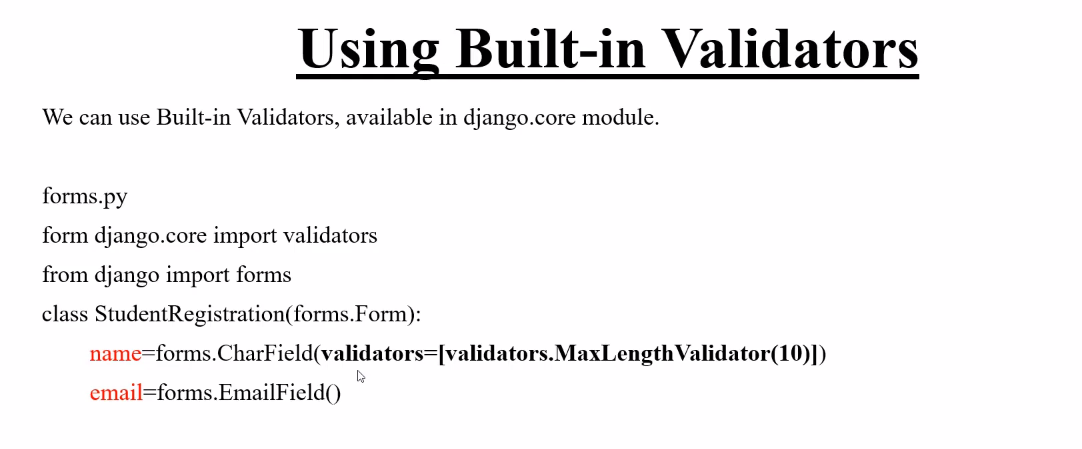 Using Built-in Validators
We can use Built-in Validators, available in django.core module.
forms.py
form django.core import validators
from django import forms
class StudentRegistration(forms.Form):
name=forms.CharField(validators=[validators.MaxLengthValidator(10)])
email=forms.EmailField()